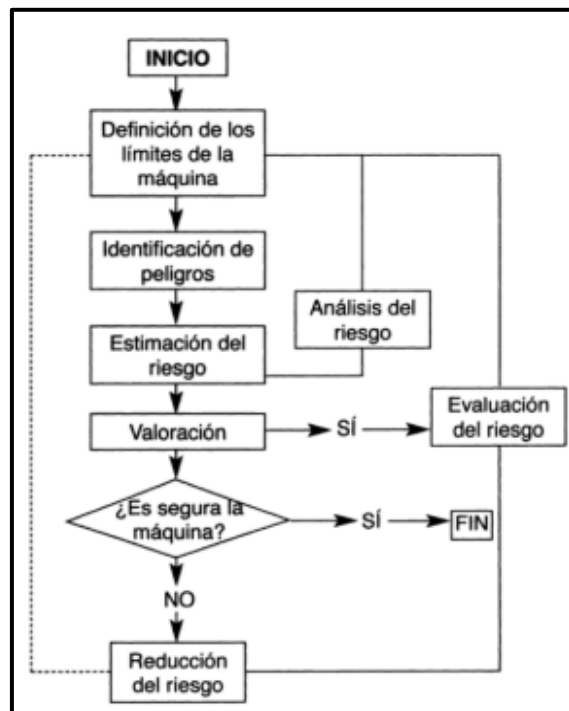 INICIO
Definición de los
límites de la
máquina
Identificación de
peligros
Análisis del
riesgo
Estimación del
riesgo
Valoración
SÍ
Evaluación
del riesgo
¿Es segura la
máquina?
SÍ
FIN
NO
Reducción
del riesgo